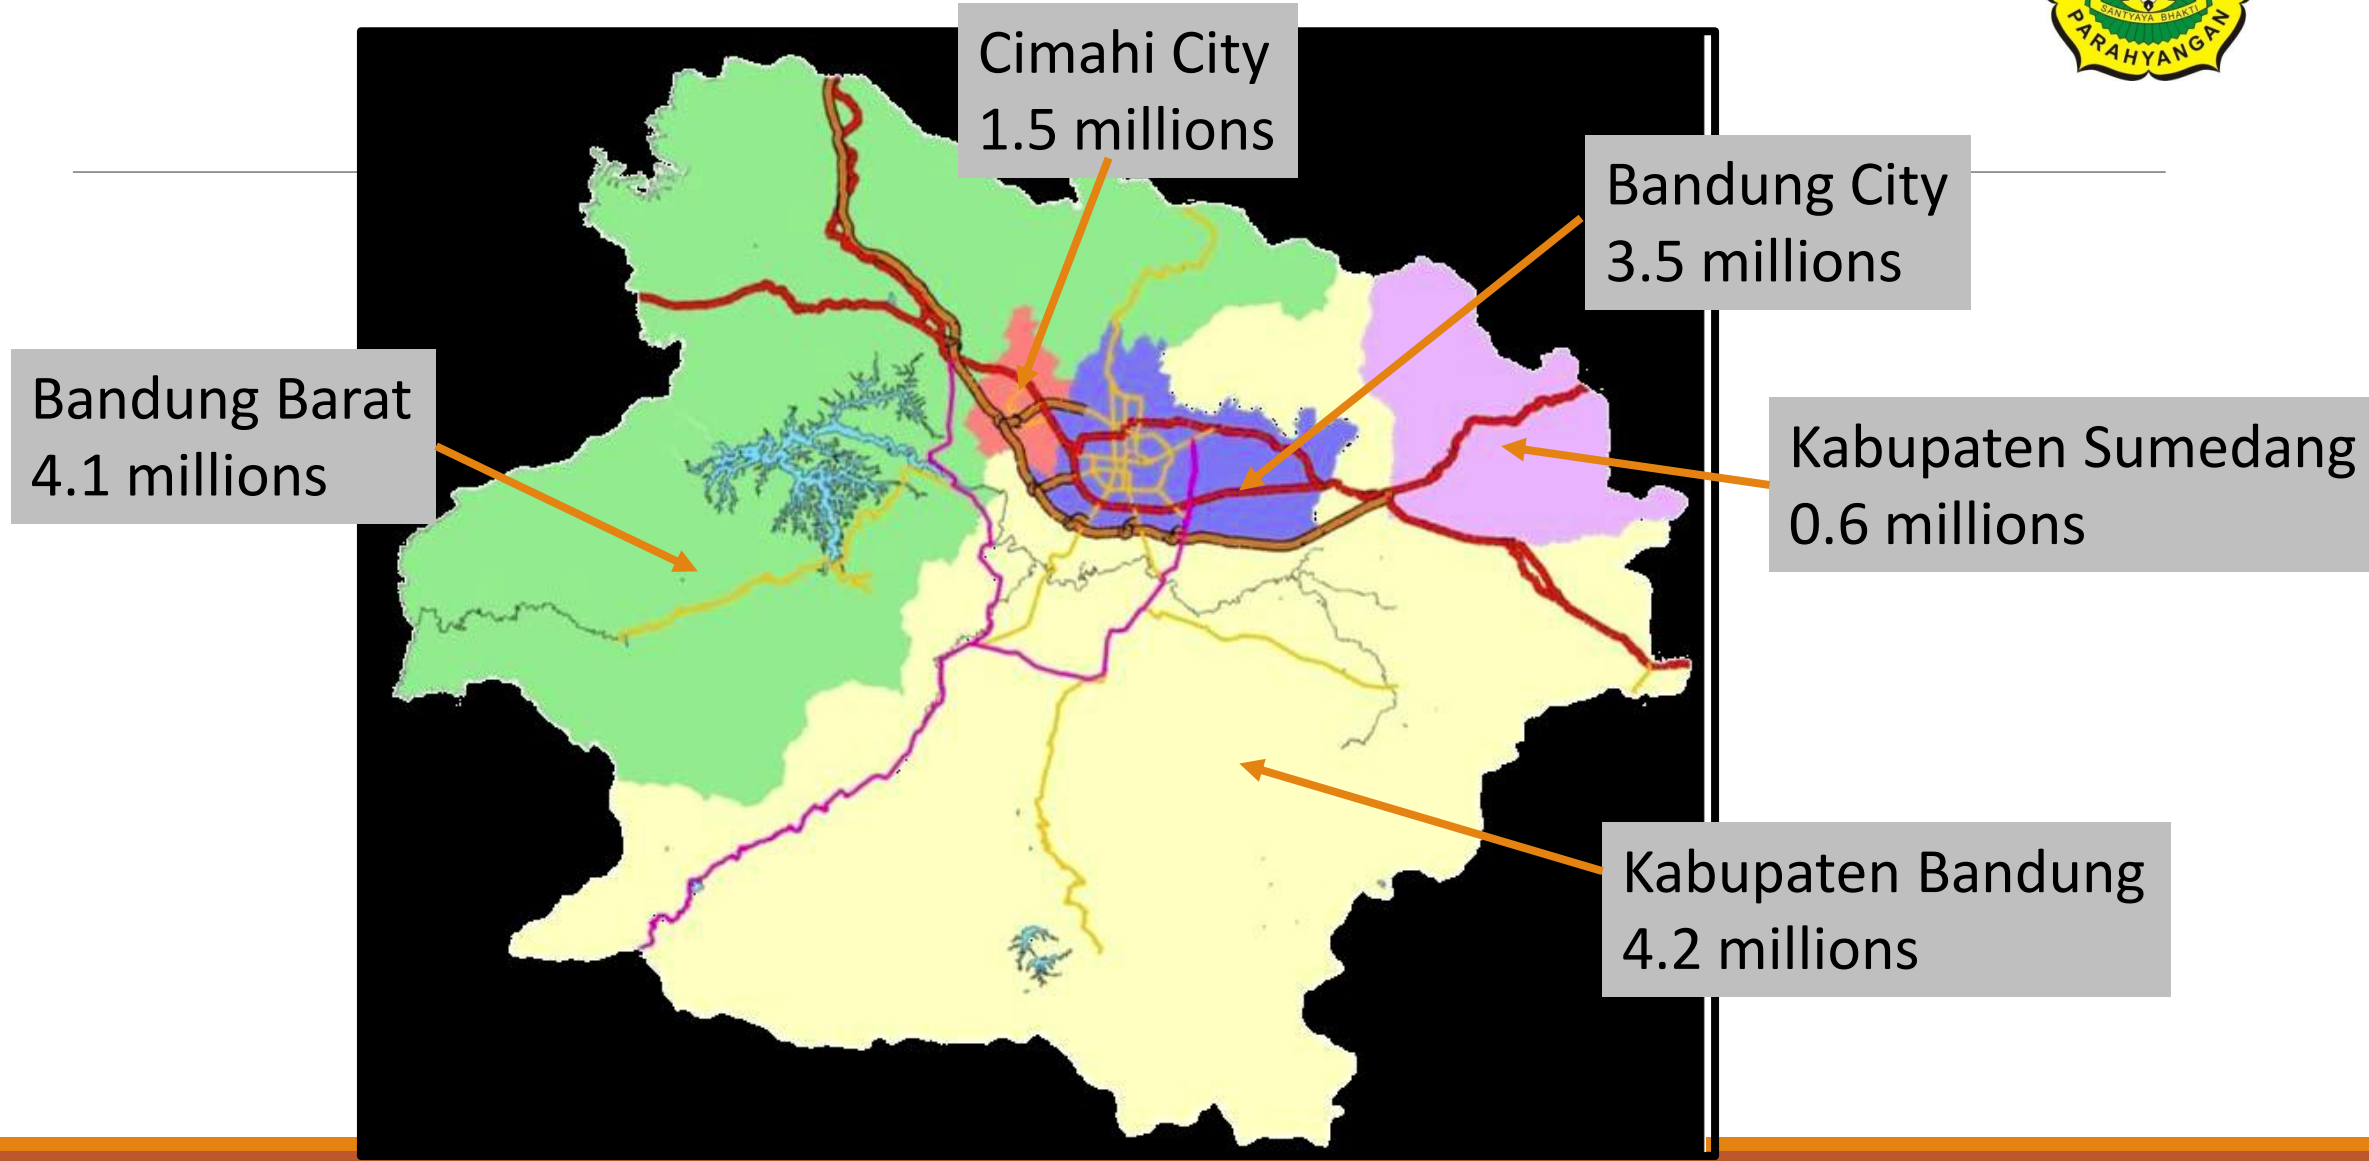 SANTYAYA BHAKTI
PARAHYANGAN
Cimahi City
1.5 millions
Bandung City
3.5 millions
Bandung Barat
4.1 millions
Kabupaten Sumedang
0.6 millions
Kabupaten Bandung
4.2 millions